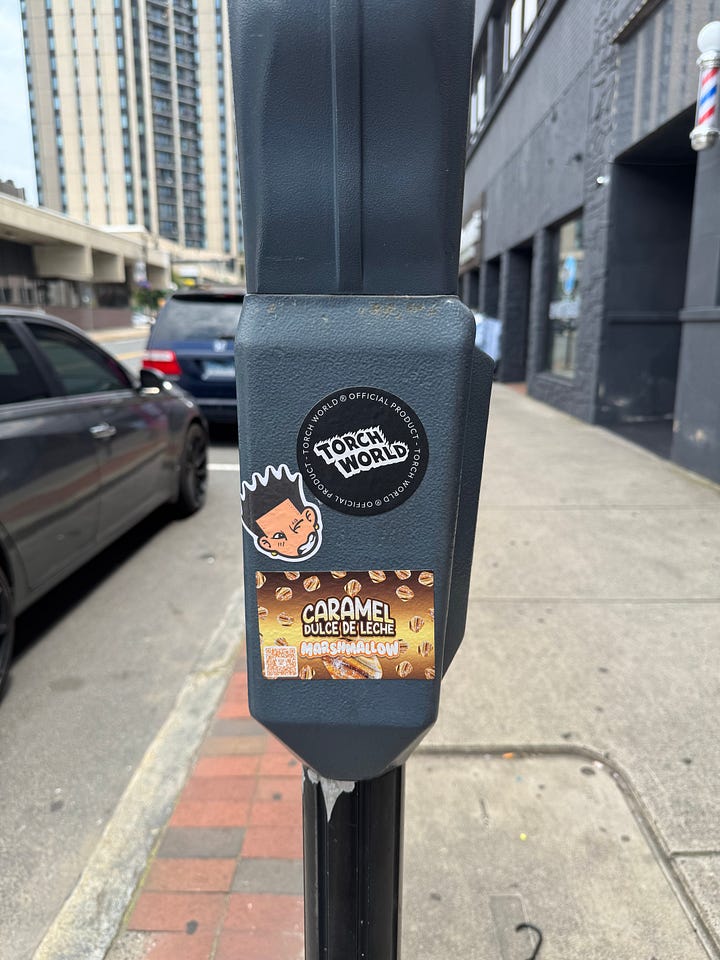 TORCH WORLD ® OFFICIAL PRODUCT - TORCH WORLD ® OFFICIAL PRODUCT -
TORCH
WORLD
CARAMEL
DULCE DE LECHE
MARSHMALLOW